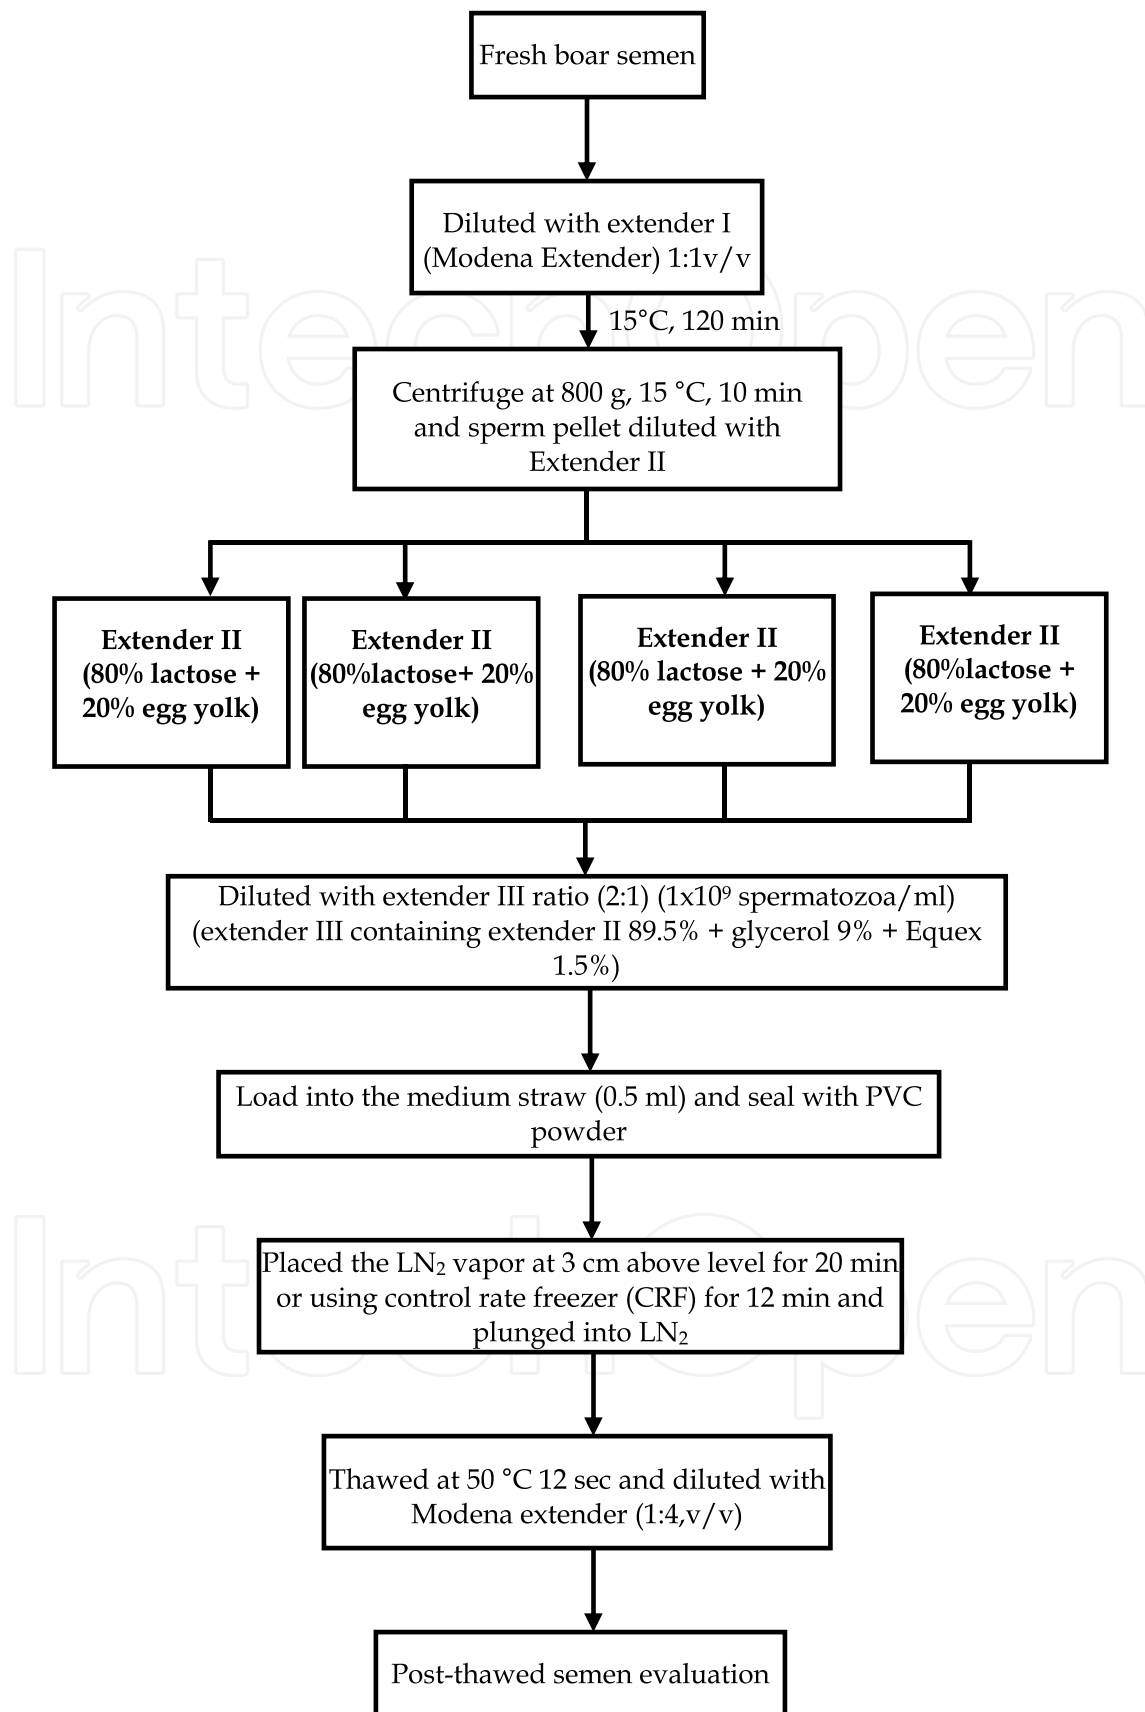 Fresh boar semen
Diluted with extender I
(Modena Extender) 1:1v/v
15°C, 120 min
Centrifuge at 800 g, 15 °C, 10 min
and sperm pellet diluted with
Extender II
Extender II
(80% lactose +
20% egg yolk)
Extender II
(80%lactose+ 20%
egg yolk)
Extender II
(80% lactose + 20%
egg yolk)
Extender II
(80%lactose +
20% egg yolk)
Diluted with extender III ratio (2:1) (1x10⁹ spermatozoa/ml)
(extender III containing extender II 89.5% + glycerol 9% + Equex
1.5%)
Load into the medium straw (0.5 ml) and seal with PVC
powder
Placed the LN₂ vapor at 3 cm above level for 20 min
or using control rate freezer (CRF) for 12 min and
plunged into LN₂
Thawed at 50 °C 12 sec and diluted with
Modena extender (1:4,v/v)
Post-thawed semen evaluation
IntechOpen
IntechOpen